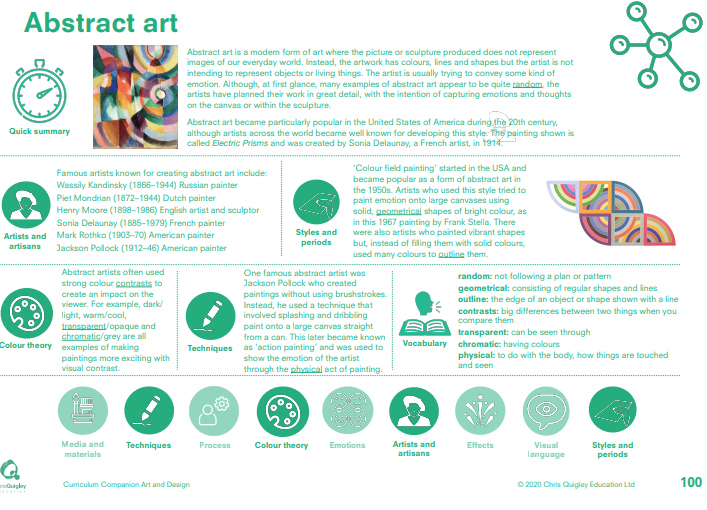 Abstract art
Abstract art is a modern form of art where the picture or sculpture produced does not represent
images of our everyday world. Instead, the artwork has colours, lines and shapes but the artist is not
intending to represent objects or living things. The artist is usually trying to convey some kind of
emotion. Although, at first glance, many examples of abstract art appear to be quite random, the
artists have planned their work in great detail, with the intention of capturing emotions and thoughts
on the canvas or within the sculpture.
Quick summary
Abstract art became particularly popular in the United States of America during the 20th century,
although artists across the world became well known for developing this style. The painting shown is
called Electric Prisms and was created by Sonia Delaunay, a French artist, in 1914.
Artists and
artisans
Famous artists known for creating abstract art include:
Wassily Kandinsky (1866–1944) Russian painter
Piet Mondrian (1872–1944) Dutch painter
Henry Moore (1898–1986) English artist and sculptor
Sonia Delaunay (1885–1979) French painter
Mark Rothko (1903–70) American painter
Jackson Pollock (1912–46) American painter
Styles and
periods
‘Colour field painting’ started in the USA and
became popular as a form of abstract art in
the 1950s. Artists who used this style tried to
paint emotion onto large canvases using
solid, geometrical shapes of bright colour, as
in this 1967 painting by Frank Stella. There
were also artists who painted vibrant shapes
but, instead of filling them with solid colours,
used many colours to outline them.
Colour theory
Abstract artists often used
strong colour contrasts to
create an impact on the
viewer. For example, dark/
light, warm/cool,
transparent/opaque and
chromatic/grey are all
examples of making
paintings more exciting with
visual contrast.
Techniques
One famous abstract artist was
Jackson Pollock who created
paintings without using brushstrokes.
Instead, he used a technique that
involved splashing and dribbling
paint onto a large canvas straight
from a can. This later became known
as ‘action painting’ and was used to
show the emotion of the artist
through the physical act of painting.
Vocabulary
random: not following a plan or pattern
geometrical: consisting of regular shapes and lines
outline: the edge of an object or shape shown with a line
contrasts: big differences between two things when you
compare them
transparent: can be seen through
chromatic: having colours
physical: to do with the body, how things are touched
and seen
Media and
materials
Techniques
Process
Colour theory
Emotions
Artists and
artisans
Effects
Visual
language
Styles and
periods
Quigley
Curriculum Companion Art and Design
© 2020 Chris Quigley Education Ltd
100